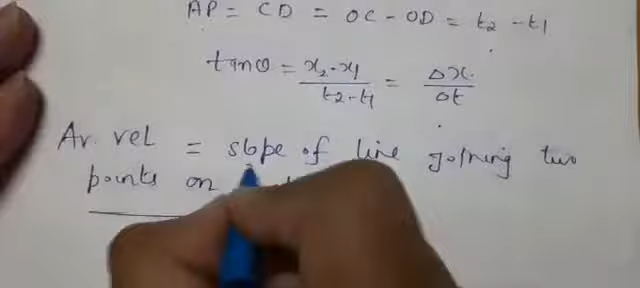 AP = CD = OC - OD = t2 - t1
tanθ = x2-x1/t2-t1 = Δx/Δt
Av. vel = slope of line joining two
points on